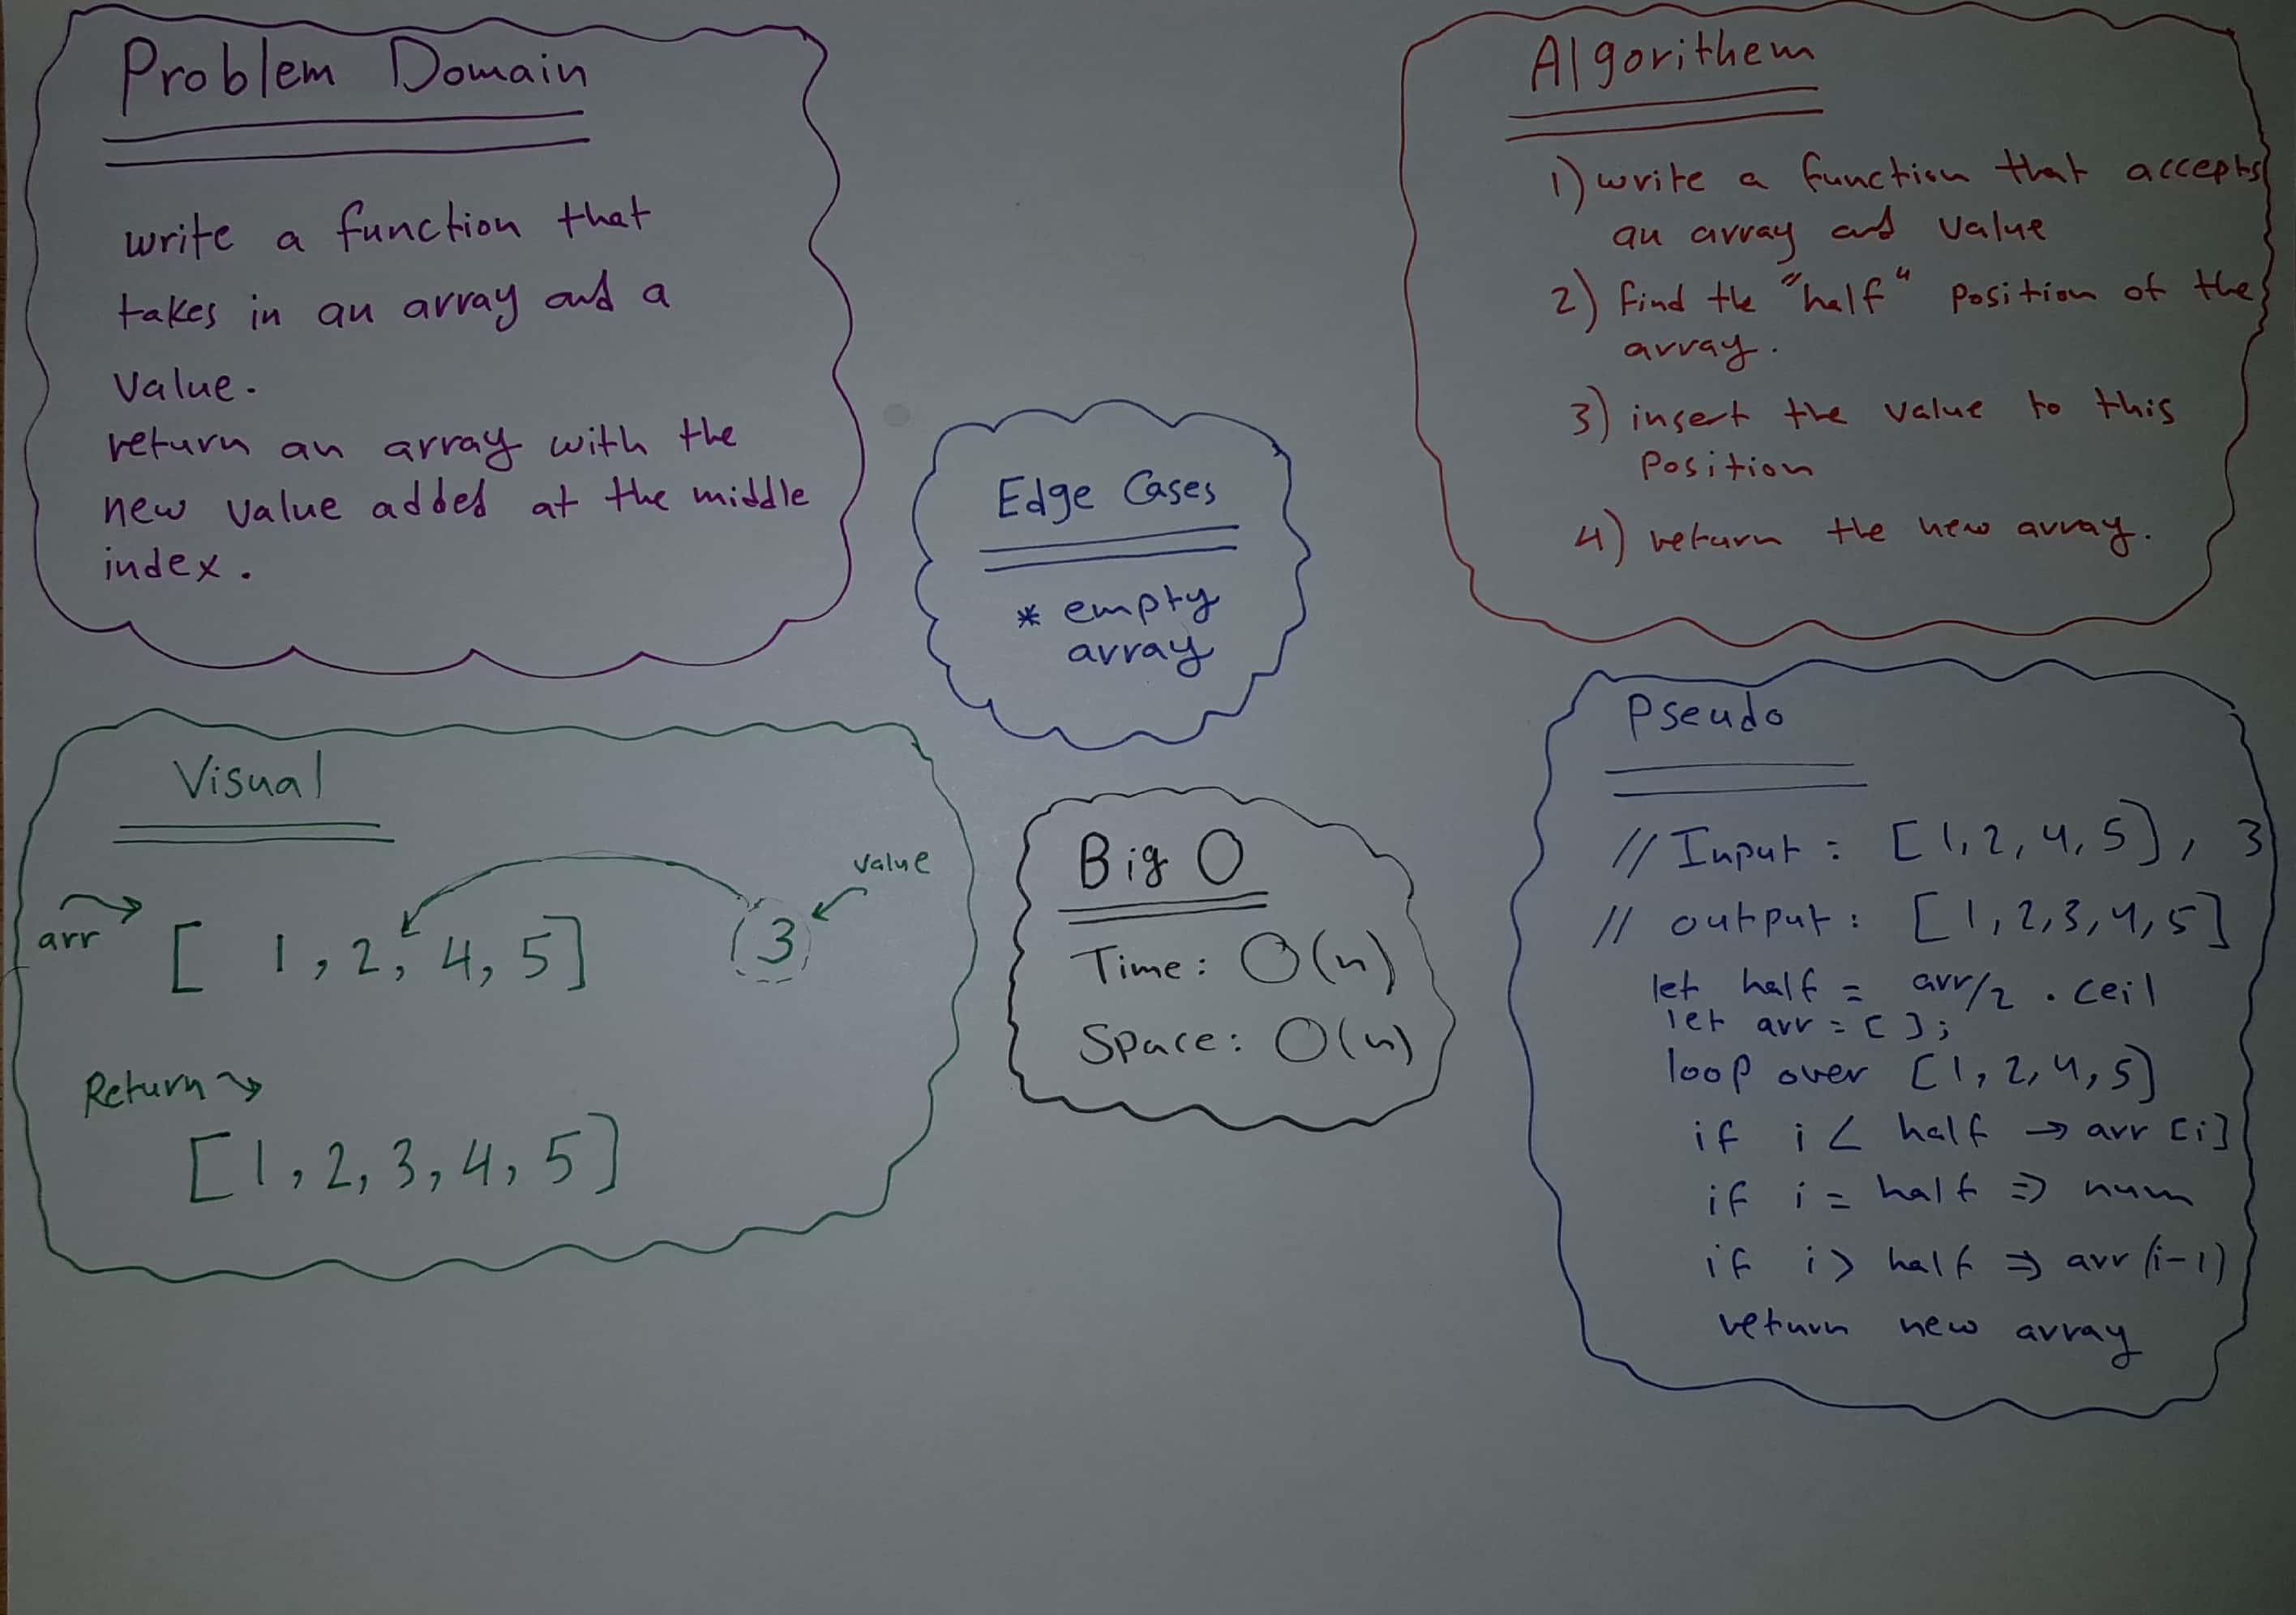 Problem Domain
write a function that
takes in an array and a
value.
return an array with the
new value added at the middle
index.
Algorithem
1) write a function that accepts
an array and value
2) find the "half" position of the
array.
3) insert the value to this
Position
4) return the new array.
Edge Cases
* empty
array
Visual
value
arr
[ 1, 2, 4, 5] 3
Return
[1, 2, 3, 4, 5]
Big O
Time: O(n)
Space: O(n)
Pseudo
// Input: [1, 2, 4, 5], 3
// output: [1, 2, 3, 4, 5]
let half = arr/2 . ceil
let arr = [ ];
loop over [1, 2, 4, 5]
if i < half → arr [i]
if i = half ⇒ num
if i > half ⇒ arr (i-1)
return new array